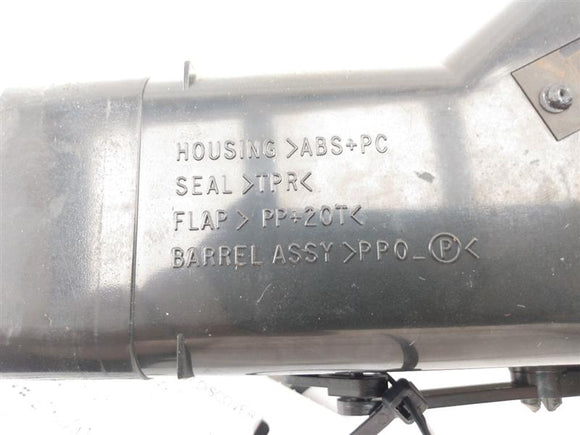 HOUSING >ABS+PC
SEAL >TPR<
FLAP > PP+20T<
BARREL ASSY >PPO_Ⓟ<